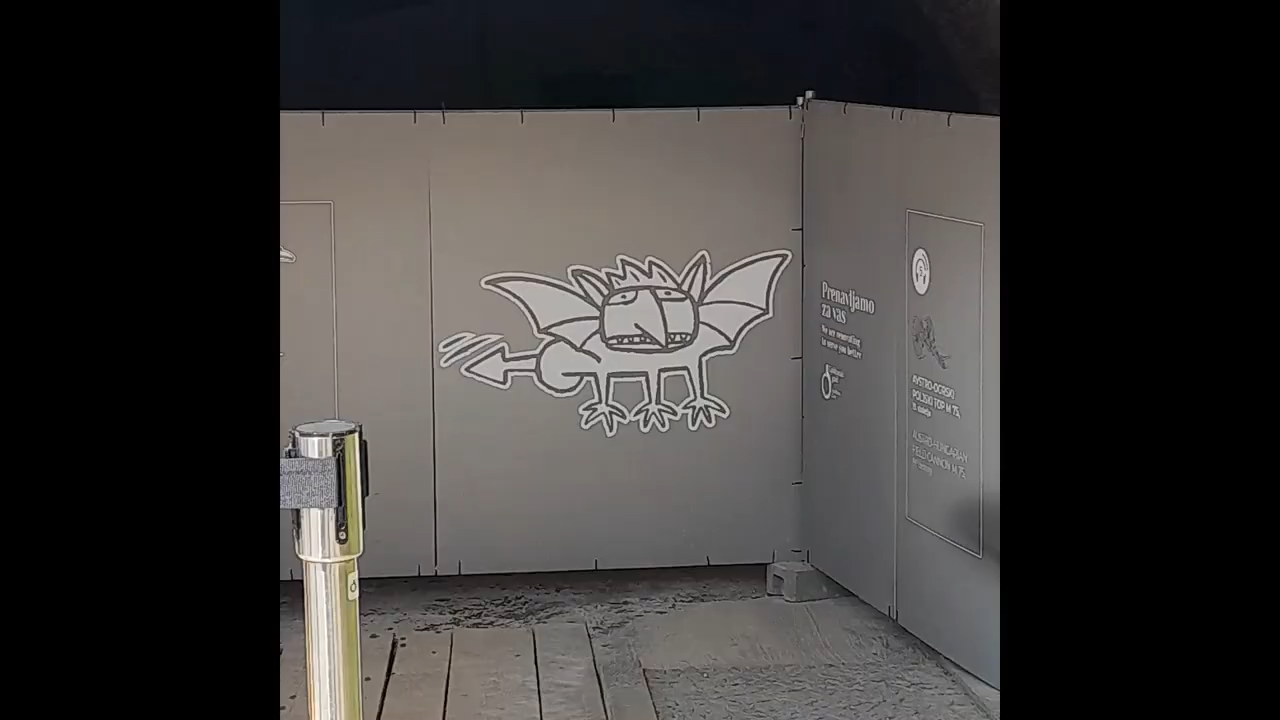 Prenavljamo
za vas
We are renovating
to serve you better
5
AVSTRO-OGRSKI
POLJSKI TOP M 75,
AUSTRO-HUNGARIAN
FIELD CANNON M 75,